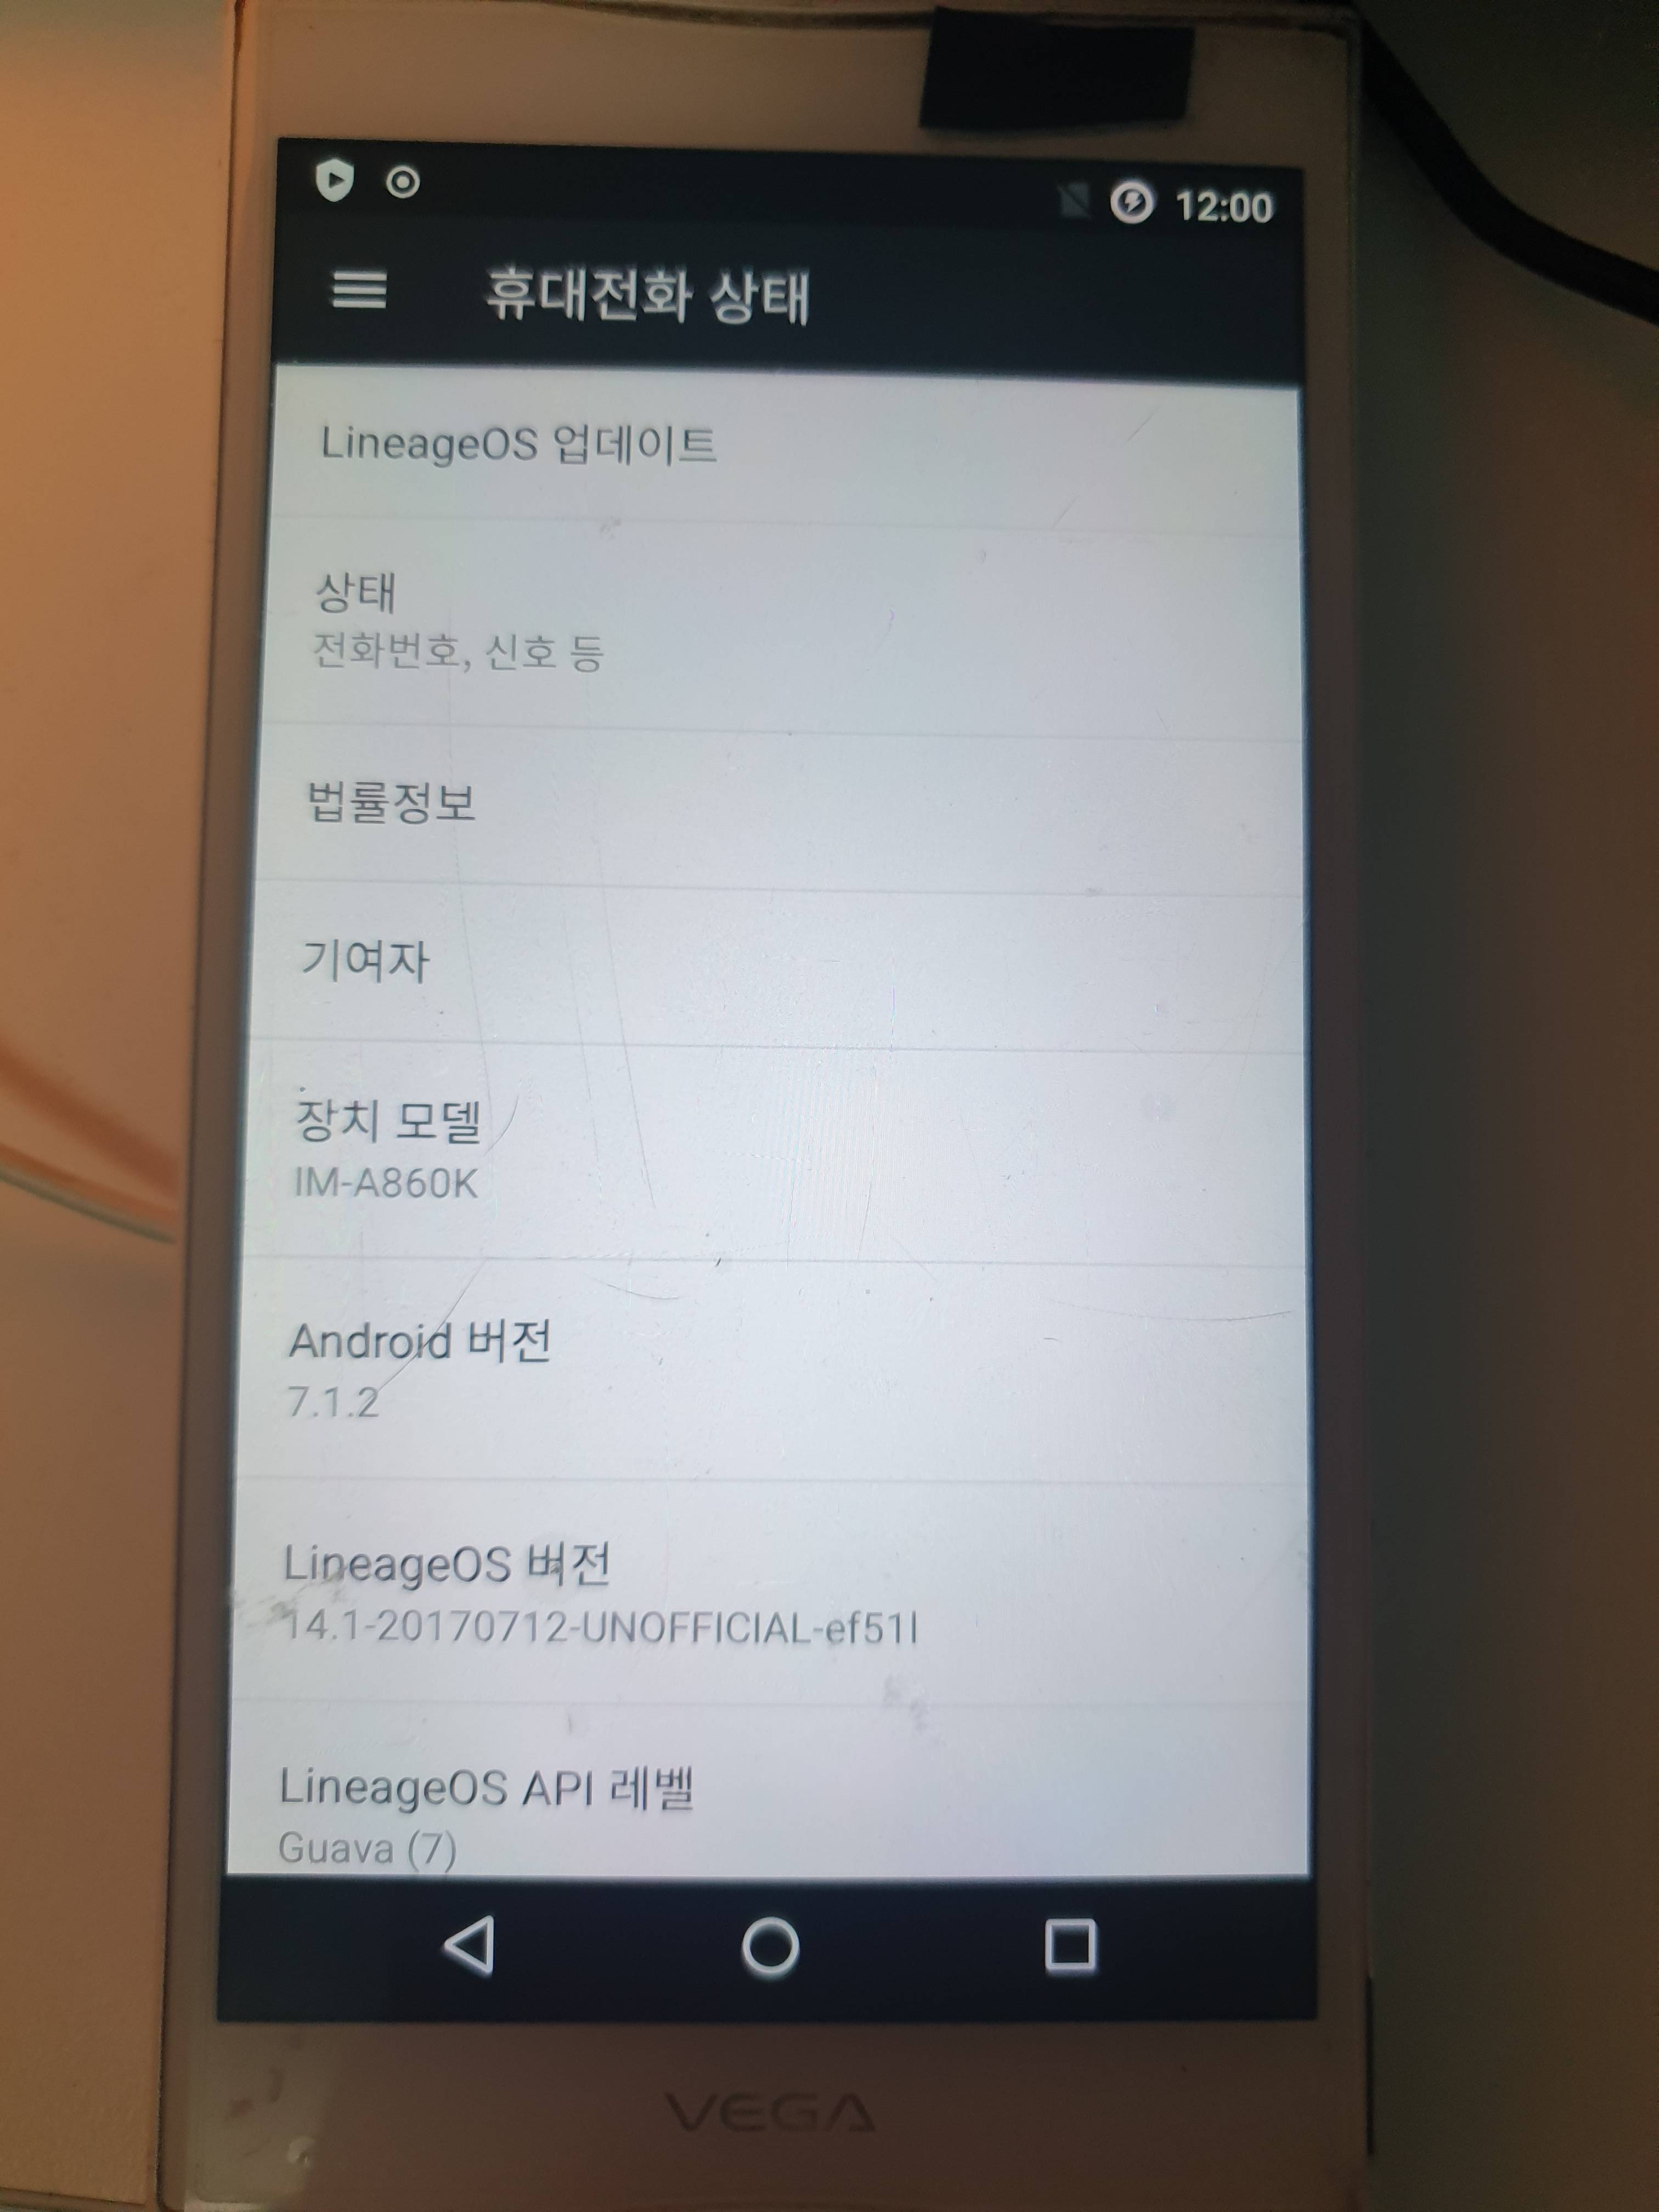 12:00
휴대전화 상태
LineageOS 업데이트
상태
전화번호, 신호 등
법률정보
기여자
장치 모델
IM-A860K
Android 버전
7.1.2
LineageOS 버전
14.1-20170712-UNOFFICIAL-ef51l
LineageOS API 레벨
Guava (7)
VEGA